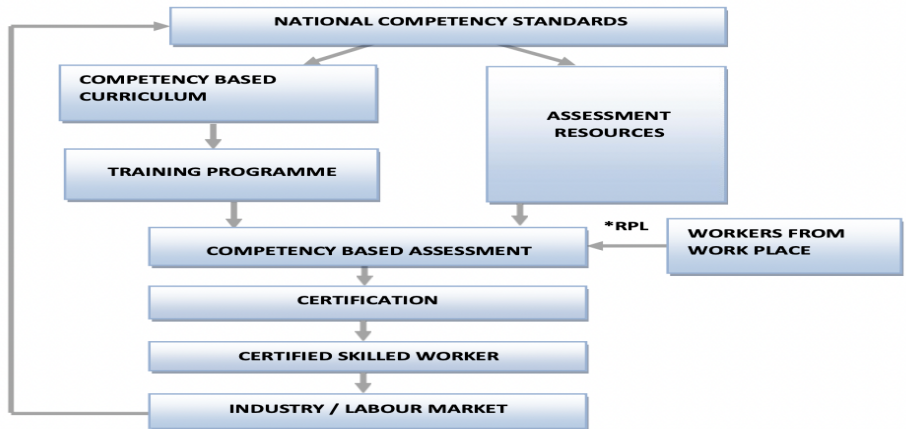 NATIONAL COMPETENCY STANDARDS
COMPETENCY BASED
CURRICULUM
ASSESSMENT
RESOURCES
TRAINING PROGRAMME
*RPL
WORKERS FROM
WORK PLACE
COMPETENCY BASED ASSESSMENT
CERTIFICATION
CERTIFIED SKILLED WORKER
INDUSTRY / LABOUR MARKET